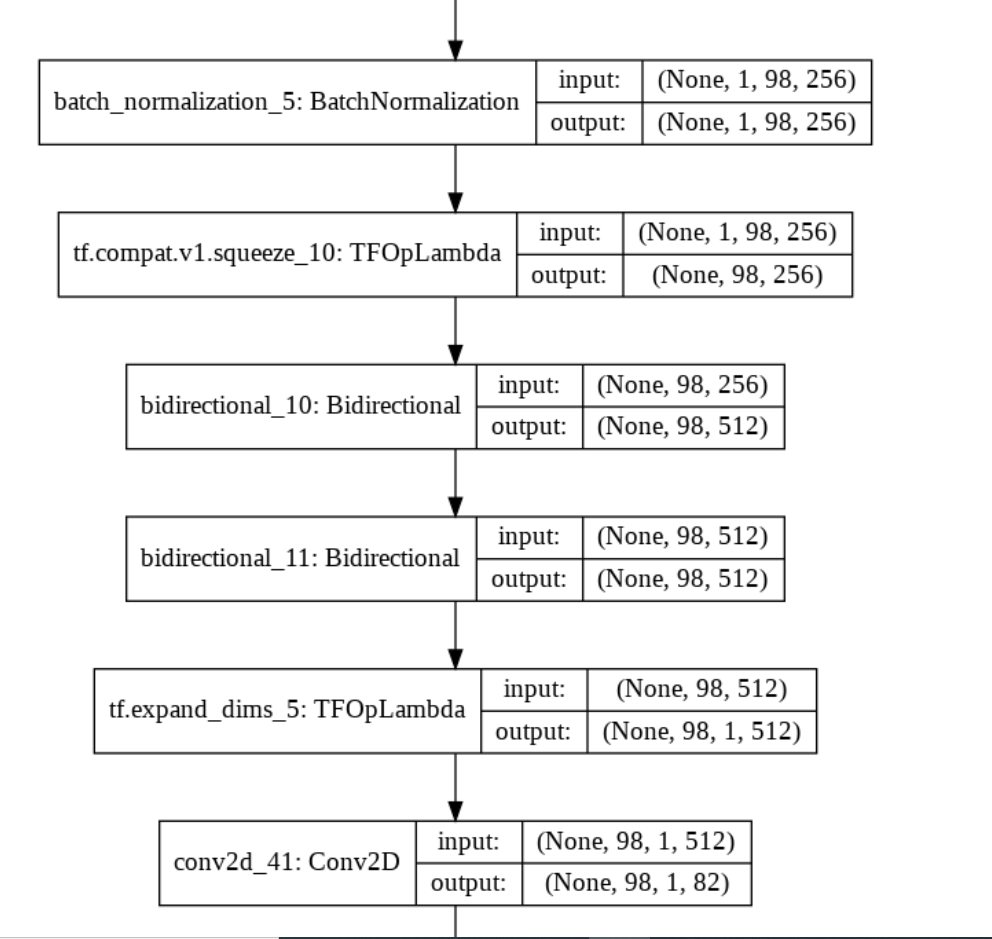 batch_normalization_5: BatchNormalization
input: (None, 1, 98, 256)
output: (None, 1, 98, 256)
tf.compat.v1.squeeze_10: TFOpLambda
input: (None, 1, 98, 256)
output: (None, 98, 256)
bidirectional_10: Bidirectional
input: (None, 98, 256)
output: (None, 98, 512)
bidirectional_11: Bidirectional
input: (None, 98, 512)
output: (None, 98, 512)
tf.expand_dims_5: TFOpLambda
input: (None, 98, 512)
output: (None, 98, 1, 512)
conv2d_41: Conv2D
input: (None, 98, 1, 512)
output: (None, 98, 1, 82)